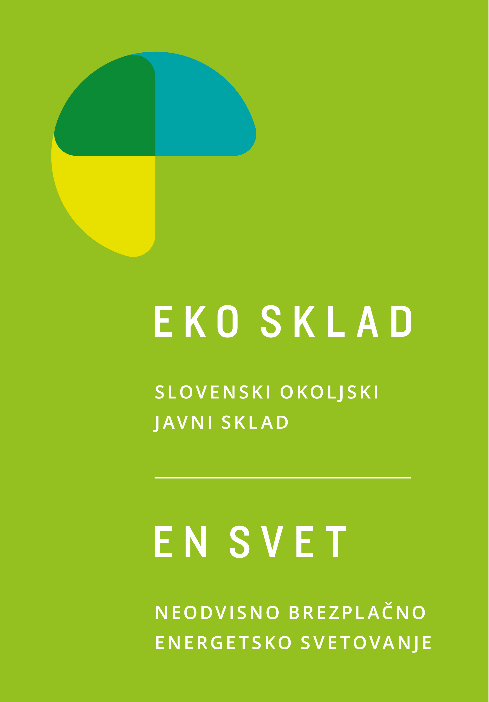 EKO SKLAD
SLOVENSKI OKOLJSKI
JAVNI SKLAD
EN SVET
NEODVISNO BREZPLAČNO
ENERGETSKO SVETOVANJE